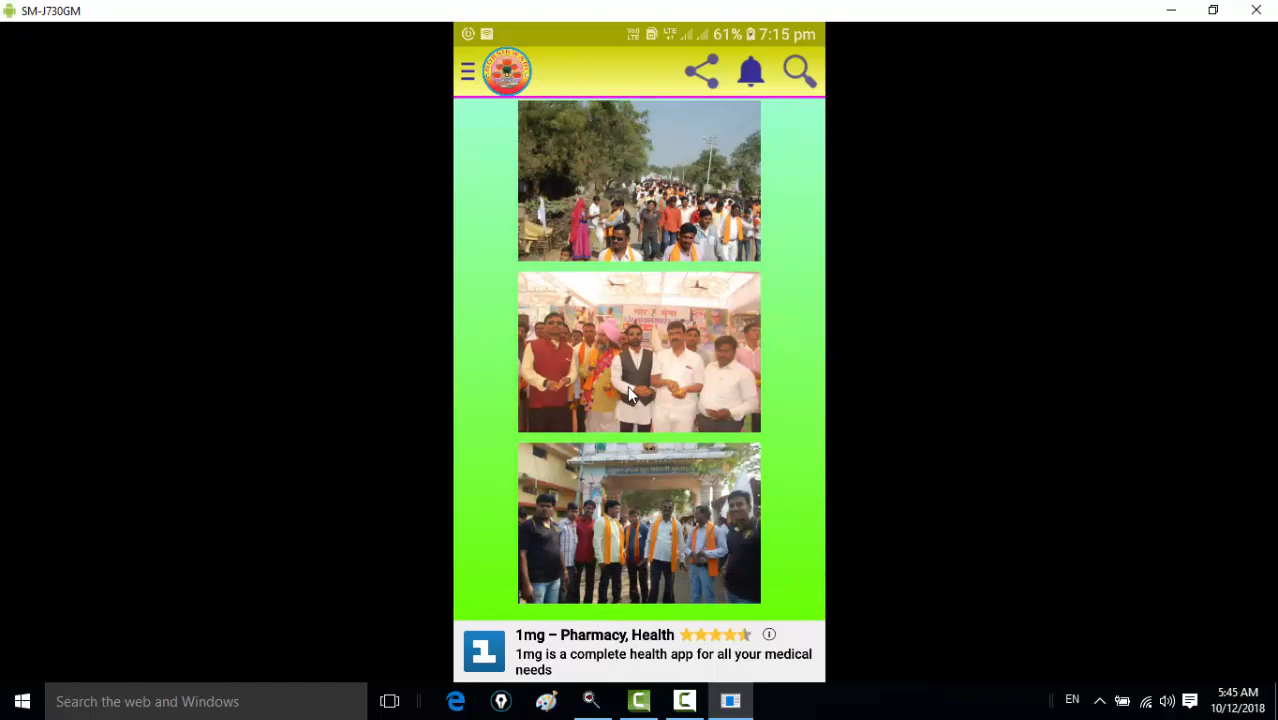 SM-J730GM
61% 7:15 pm
गोर
1mg – Pharmacy, Health
1mg is a complete health app for all your medical
needs
Search the web and Windows
EN
5:45 AM
10/12/2018